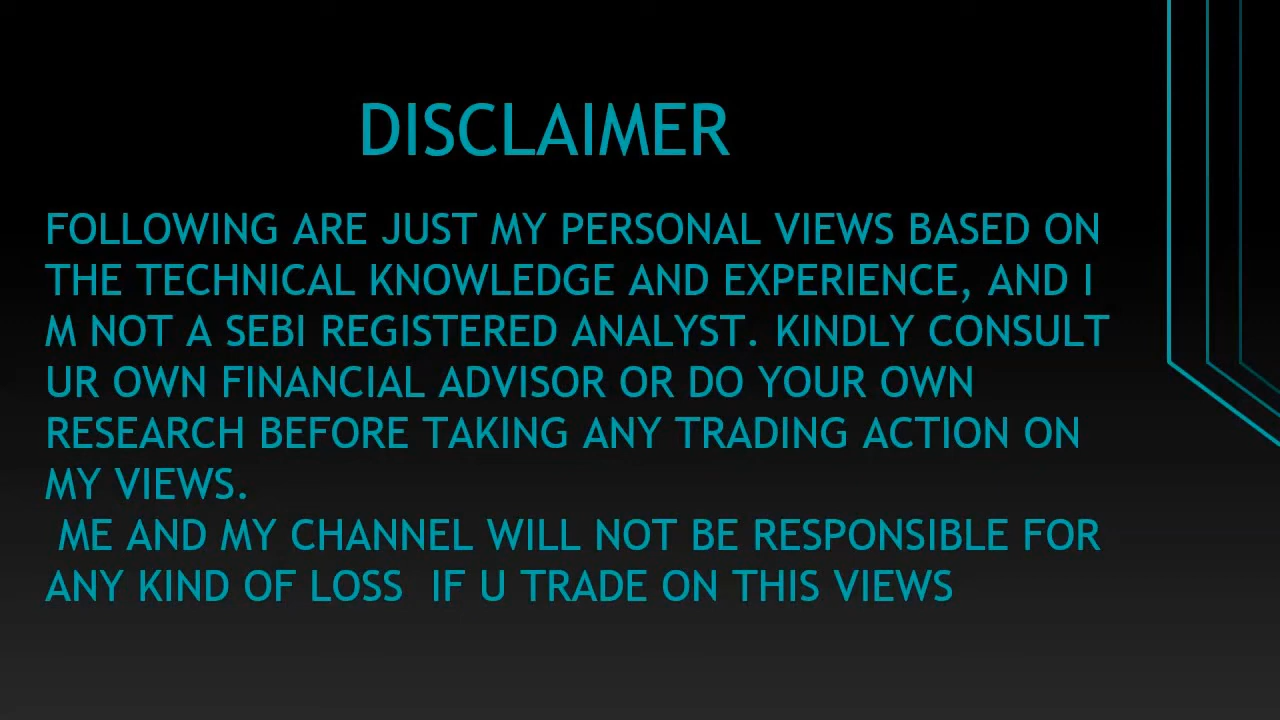 DISCLAIMER
FOLLOWING ARE JUST MY PERSONAL VIEWS BASED ON
THE TECHNICAL KNOWLEDGE AND EXPERIENCE, AND I
M NOT A SEBI REGISTERED ANALYST. KINDLY CONSULT
UR OWN FINANCIAL ADVISOR OR DO YOUR OWN
RESEARCH BEFORE TAKING ANY TRADING ACTION ON
MY VIEWS.
ME AND MY CHANNEL WILL NOT BE RESPONSIBLE FOR
ANY KIND OF LOSS  IF U TRADE ON THIS VIEWS